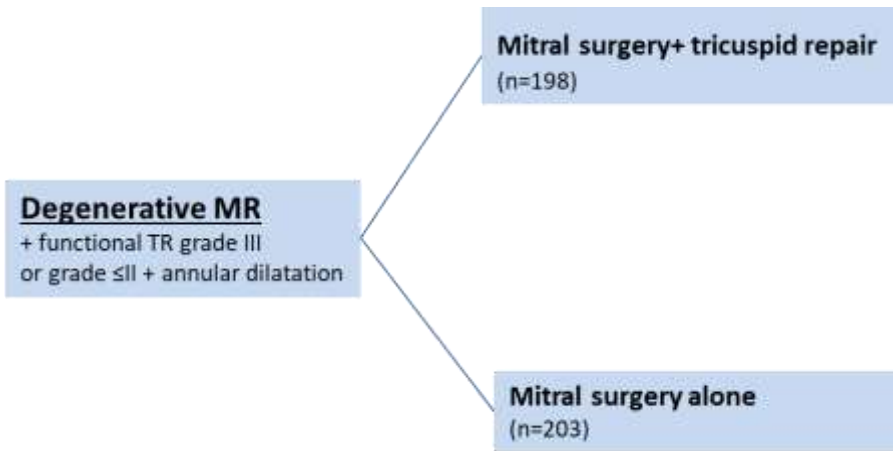 Mitral surgery+ tricuspid repair
(n=198)
Degenerative MR
+ functional TR grade III
or grade ≤II + annular dilatation
Mitral surgery alone
(n=203)